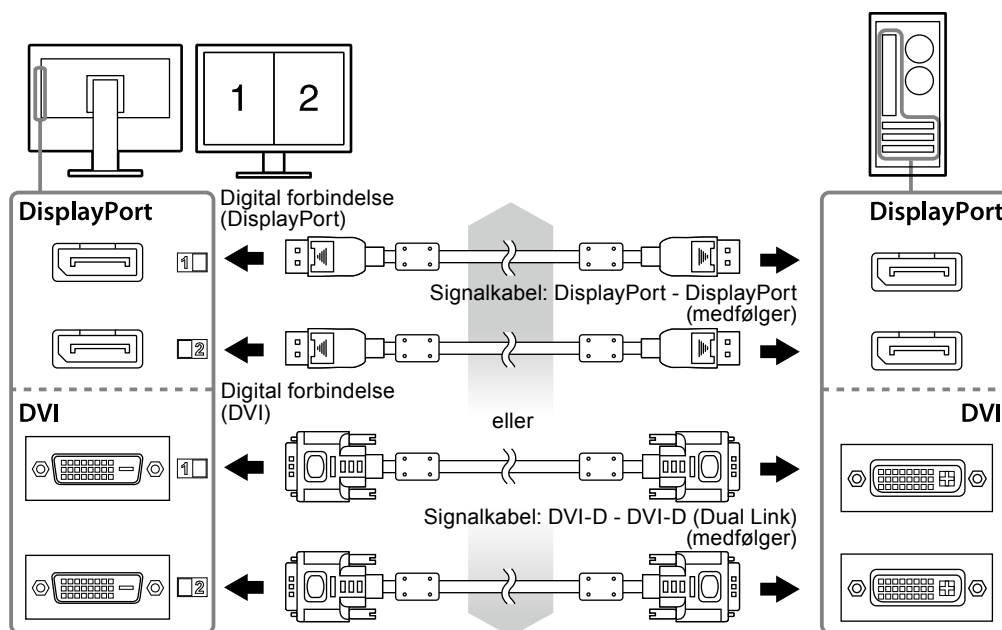 1 2
DisplayPort
Digital forbindelse
(DisplayPort)
DisplayPort
1
Signalkabel: DisplayPort - DisplayPort
(medfølger)
2
Digital forbindelse
(DVI)
DVI
eller
DVI
1
Signalkabel: DVI-D - DVI-D (Dual Link)
(medfølger)
2